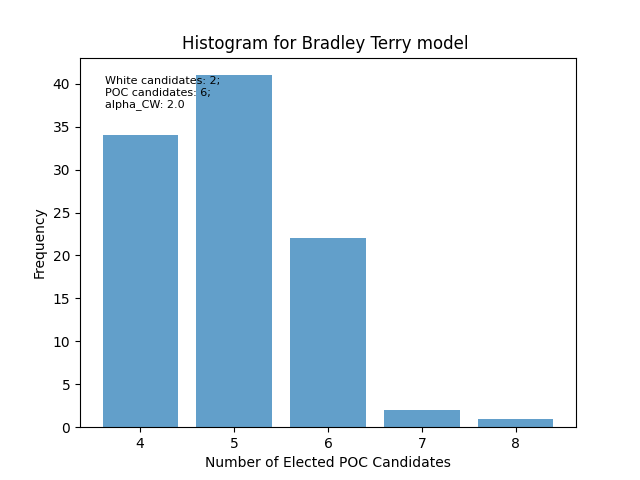 Histogram for Bradley Terry model
White candidates: 2;
POC candidates: 6;
alpha_CW: 2.0
40
35
30
25
20
15
10
5
0
Frequency
4 5 6 7 8
Number of Elected POC Candidates